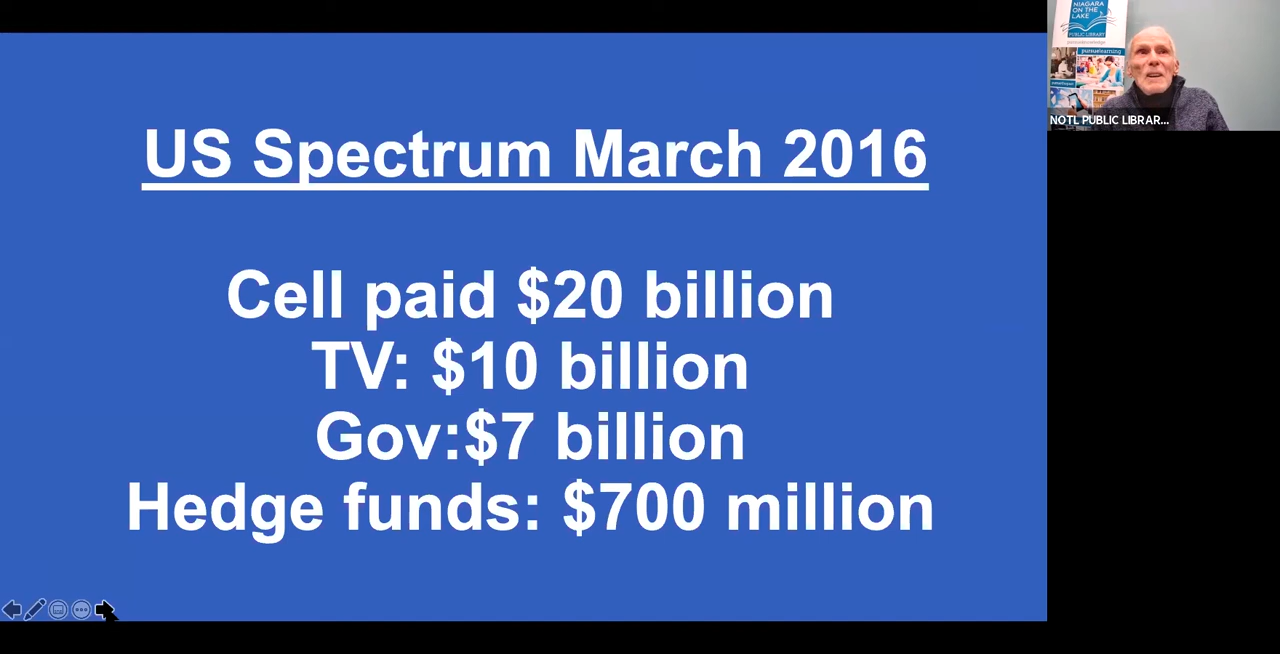 US Spectrum March 2016
Cell paid $20 billion
TV: $10 billion
Gov:$7 billion
Hedge funds: $700 million
NIAGARA
ON THE
LAKE
PUBLIC LIBRARY
pursuelearning
NOTL PUBLIC LIBRAR...